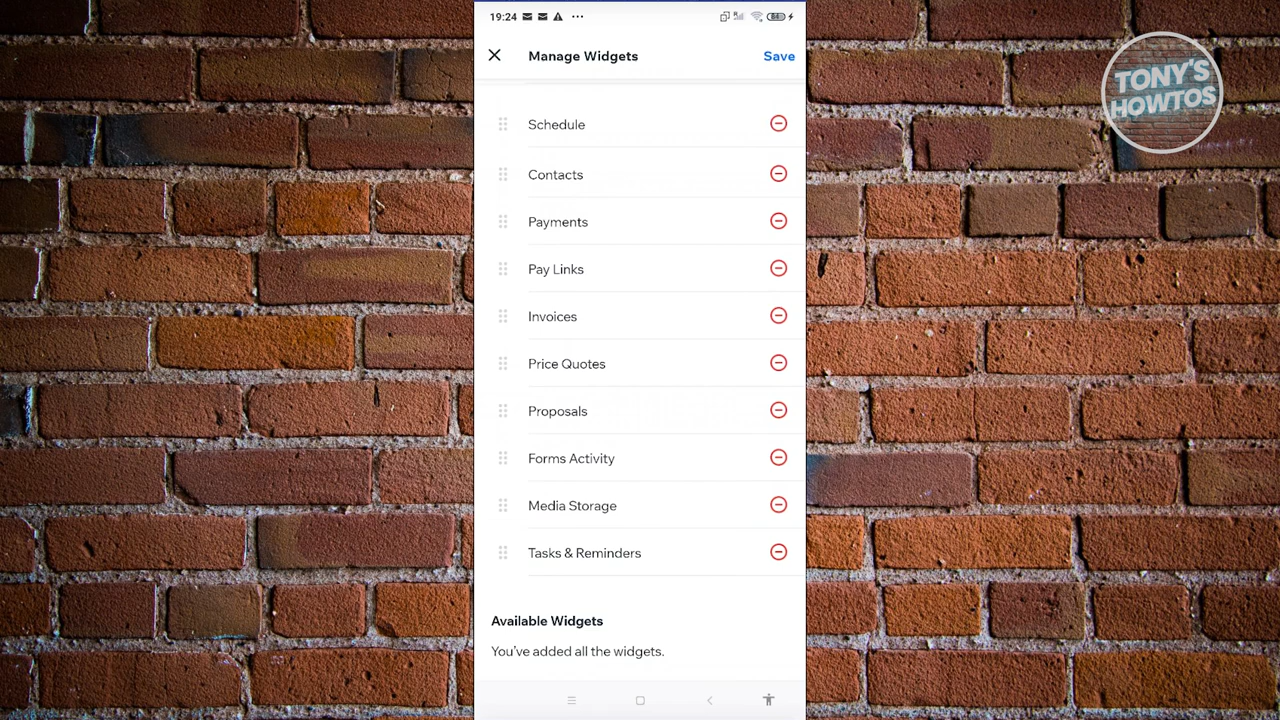 19:24
Manage Widgets
Save
Schedule
Contacts
Payments
Pay Links
Invoices
Price Quotes
Proposals
Forms Activity
Media Storage
Tasks & Reminders
Available Widgets
You've added all the widgets.
TONY'S
HOWTOS